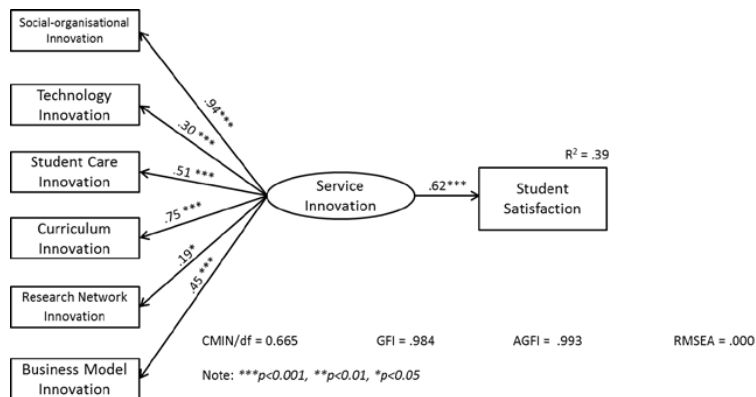 Social-organisational
Innovation
.94***
Technology
Innovation
.30 ***
Student Care
Innovation
.51 ***
Curriculum
Innovation
.75 ***
Research Network
Innovation
.19*
Business Model
Innovation
.45 ***
Service
Innovation
.62***
R² = .39
Student
Satisfaction
CMIN/df = 0.665 GFI = .984 AGFI = .993 RMSEA = .000
Note: ***p<0.001, **p<0.01, *p<0.05